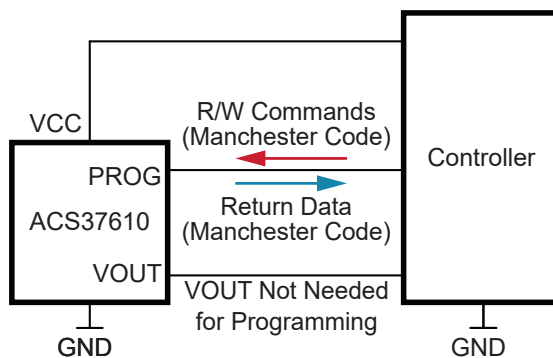 VCC
R/W Commands
(Manchester Code)
Controller
PROG
ACS37610
Return Data
(Manchester Code)
VOUT
VOUT Not Needed
for Programming
GND
GND